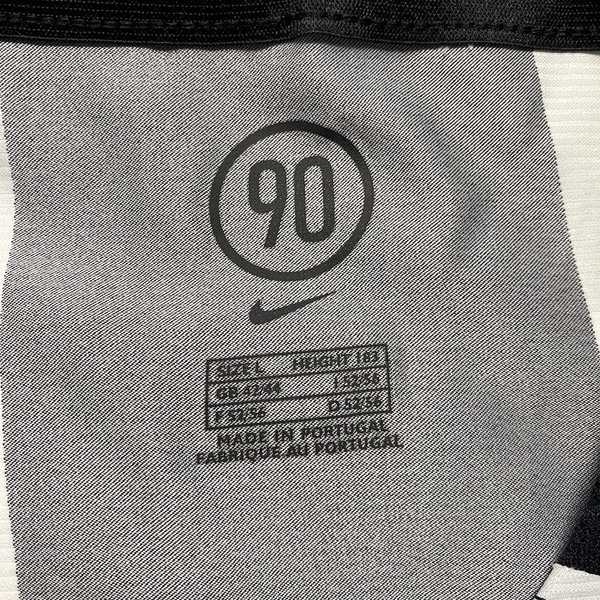 90
SIZE L HEIGHT 183
GB 42/44 I 52/56
F 52/56 D 52/56
MADE IN PORTUGAL
FABRIQUE AU PORTUGAL